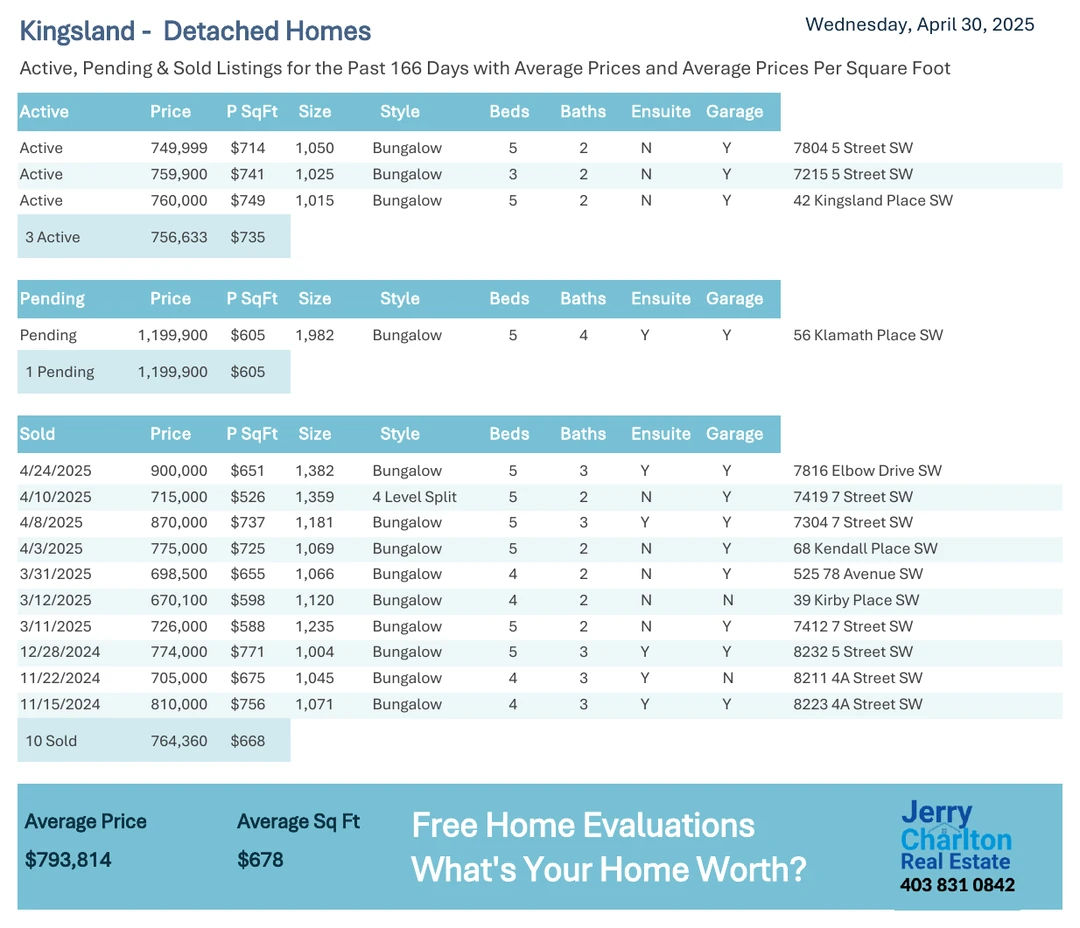 Kingsland - Detached Homes
Wednesday, April 30, 2025
Active, Pending & Sold Listings for the Past 166 Days with Average Prices and Average Prices Per Square Foot
Active Price P SqFt Size Style Beds Baths Ensuite Garage
Active 749,999 $714 1,050 Bungalow 5 2 N Y 7804 5 Street SW
Active 759,900 $741 1,025 Bungalow 3 2 N Y 7215 5 Street SW
Active 760,000 $749 1,015 Bungalow 5 2 N Y 42 Kingsland Place SW
3 Active 756,633 $735
Pending Price P SqFt Size Style Beds Baths Ensuite Garage
Pending 1,199,900 $605 1,982 Bungalow 5 4 Y Y 56 Klamath Place SW
1 Pending 1,199,900 $605
Sold Price P SqFt Size Style Beds Baths Ensuite Garage
4/24/2025 900,000 $651 1,382 Bungalow 5 3 Y Y 7816 Elbow Drive SW
4/10/2025 715,000 $526 1,359 4 Level Split 5 2 N Y 7419 7 Street SW
4/8/2025 870,000 $737 1,181 Bungalow 5 3 Y Y 7304 7 Street SW
4/3/2025 775,000 $725 1,069 Bungalow 5 2 N Y 68 Kendall Place SW
3/31/2025 698,500 $655 1,066 Bungalow 4 2 N Y 525 78 Avenue SW
3/12/2025 670,100 $598 1,120 Bungalow 4 2 N N 39 Kirby Place SW
3/11/2025 726,000 $588 1,235 Bungalow 5 2 N Y 7412 7 Street SW
12/28/2024 774,000 $771 1,004 Bungalow 5 3 Y Y 8232 5 Street SW
11/22/2024 705,000 $675 1,045 Bungalow 4 3 Y N 8211 4A Street SW
11/15/2024 810,000 $756 1,071 Bungalow 4 3 Y Y 8223 4A Street SW
10 Sold 764,360 $668
Average Price Average Sq Ft
$793,814 $678
Free Home Evaluations
What's Your Home Worth?
Jerry
Charlton
Real Estate
403 831 0842